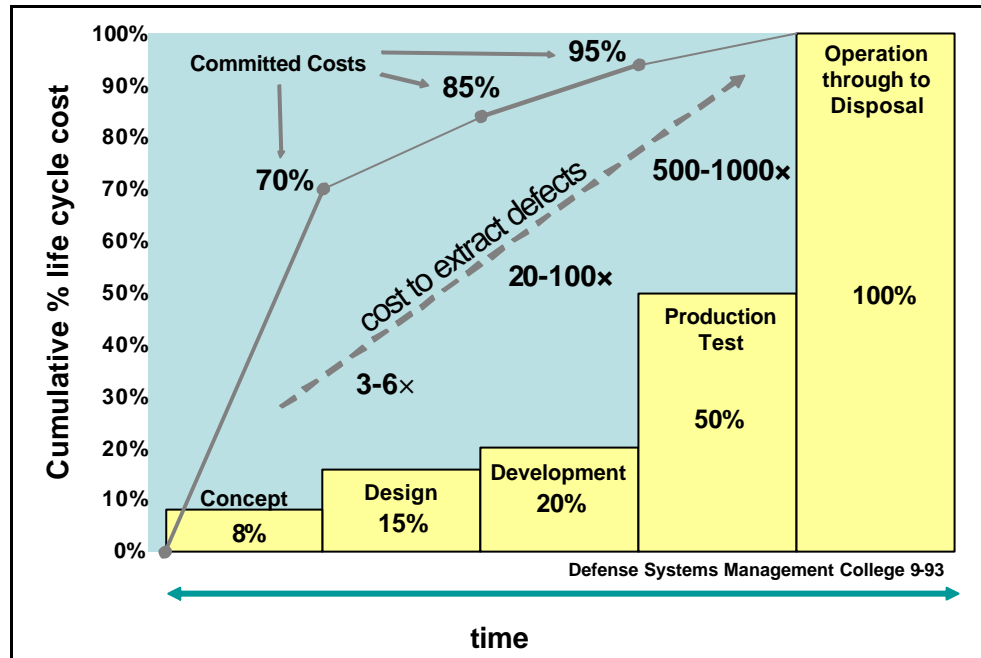 100%
90%
80%
70%
60%
50%
40%
30%
20%
10%
0%
Cumulative % life cycle cost
Committed Costs
70%
85%
95%
cost to extract defects
3-6×
20-100×
500-1000×
Concept
8%
Design
15%
Development
20%
Production
Test
50%
Operation
through to
Disposal
100%
Defense Systems Management College 9-93
time